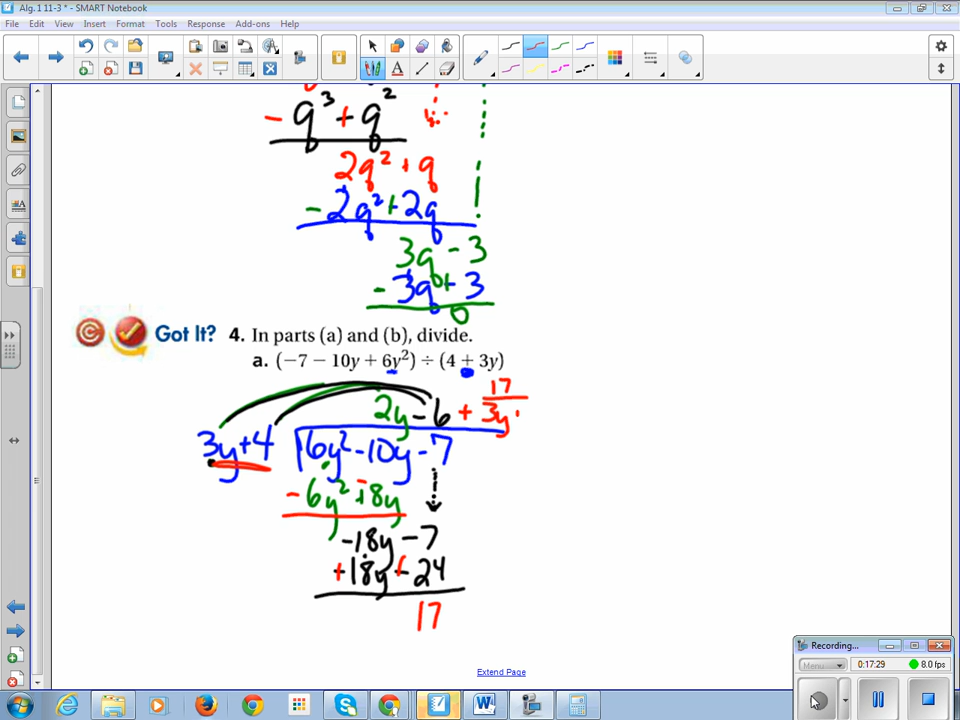 Alg.1 11-3 * - SMART Notebook
File Edit View Insert Format Tools Response Add-ons Help
- q³ + q²
2q² + q
- 2q² + 2q
3q - 3
- 3q + 3
0
Got It? 4. In parts (a) and (b), divide.
a. (−7 − 10y + 6y²) ÷ (4 + 3y)
2y - 6 + 17/3y
3y+4 6y² -10y -7
- 6y² + 8y
-18y - 7
+18y - 24
17
Extend Page
Recording...
Menu 0:17:29 8.0 fps